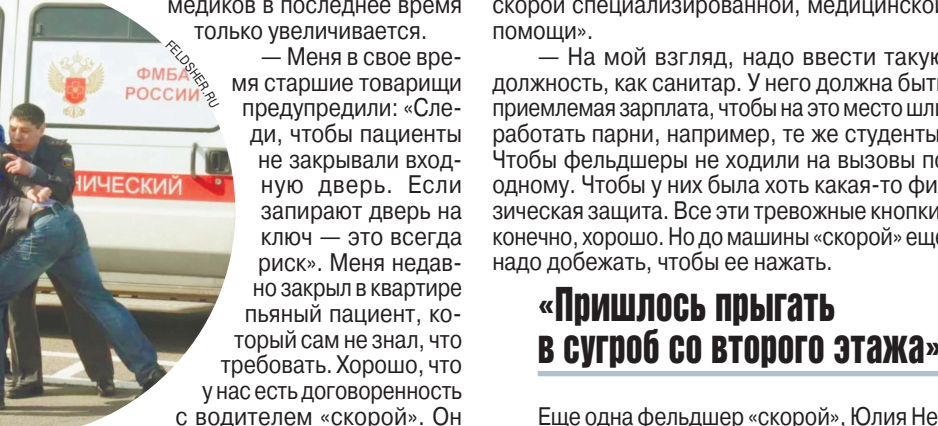 медиков в последнее время
только увеличивается.
— Меня в свое вре-
мя старшие товарищи
предупредили: «Сле-
ди, чтобы пациенты
не закрывали вход-
ную дверь. Если
запирают дверь на
ключ — это всегда
риск». Меня недав-
но закрыл в квартире
пьяный пациент, ко-
торый сам не знал, что
требовать. Хорошо, что
у нас есть договоренность
с водителем «скорой». Он
FELDSHER.RU
ФМБА
РОССИИ
НИЧЕСКИЙ
скорой специализированной, медицинской
помощи».
— На мой взгляд, надо ввести такую
должность, как санитар. У него должна быть
приемлемая зарплата, чтобы на это место шли
работать парни, например, те же студенты.
Чтобы фельдшеры не ходили на вызовы по
одному. Чтобы у них была хоть какая-то фи-
зическая защита. Все эти тревожные кнопки,
конечно, хорошо. Но до машины «скорой» еще
надо добежать, чтобы ее нажать.
«Пришлось прыгать
в сугроб со второго этажа»
Еще одна фельдшер «скорой», Юлия Не-